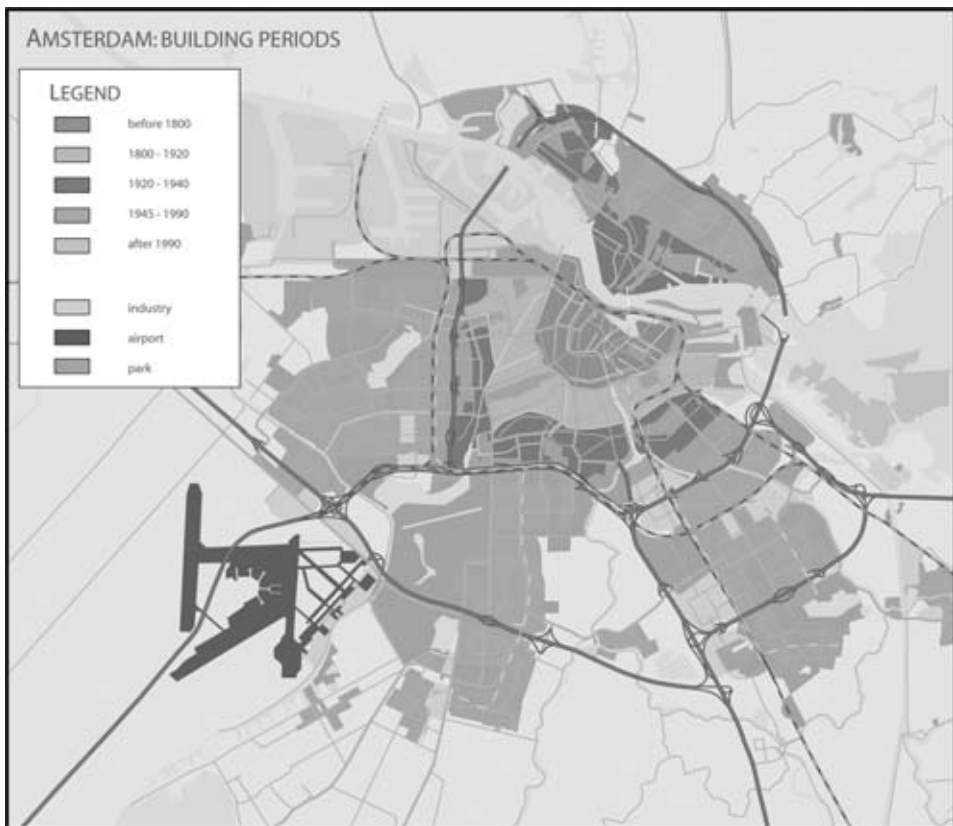 AMSTERDAM: BUILDING PERIODS
LEGEND
before 1800
1800 - 1920
1920 - 1940
1945 - 1990
after 1990
industry
airport
park